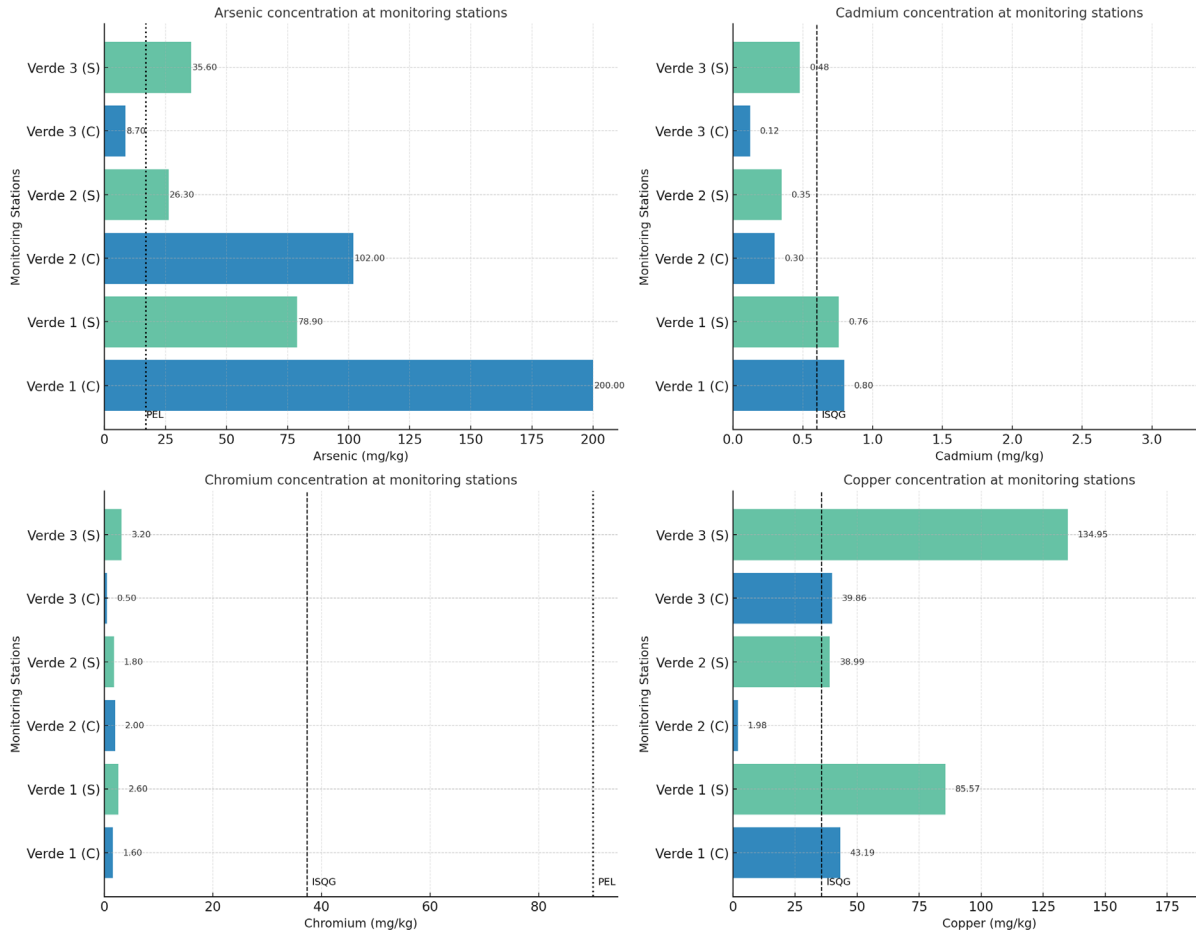 Arsenic concentration at monitoring stations
Monitoring Stations
Verde 3 (S)
35.60
Verde 3 (C)
8.70
Verde 2 (S)
26.30
Verde 2 (C)
102.00
Verde 1 (S)
78.90
Verde 1 (C)
200.00
PEL
0 25 50 75 100 125 150 175 200
Arsenic (mg/kg)
Cadmium concentration at monitoring stations
Monitoring Stations
Verde 3 (S)
0.48
Verde 3 (C)
0.12
Verde 2 (S)
0.35
Verde 2 (C)
0.30
Verde 1 (S)
0.76
Verde 1 (C)
0.80
ISQG
0.0 0.5 1.0 1.5 2.0 2.5 3.0
Cadmium (mg/kg)
Chromium concentration at monitoring stations
Monitoring Stations
Verde 3 (S)
3.20
Verde 3 (C)
0.50
Verde 2 (S)
1.80
Verde 2 (C)
2.00
Verde 1 (S)
2.60
Verde 1 (C)
1.60
ISQG
PEL
0 20 40 60 80
Chromium (mg/kg)
Copper concentration at monitoring stations
Monitoring Stations
Verde 3 (S)
134.95
Verde 3 (C)
39.86
Verde 2 (S)
38.99
Verde 2 (C)
1.98
Verde 1 (S)
85.57
Verde 1 (C)
43.19
ISQG
0 25 50 75 100 125 150 175
Copper (mg/kg)